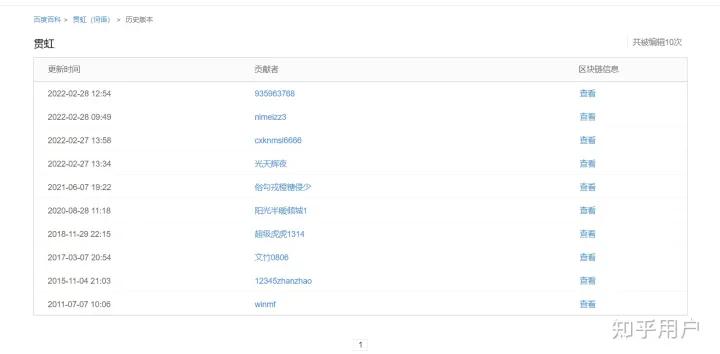 百度百科 > 贯虹（词语） > 历史版本
贯虹 共被编辑10次
更新时间 贡献者 区块链信息
2022-02-28 12:54 935963768 查看
2022-02-28 09:49 nimeizz3 查看
2022-02-27 13:58 cxknmsl6666 查看
2022-02-27 13:34 光天辉夜 查看
2021-06-07 19:22 俗勾戎橙糖侵少 查看
2020-08-28 11:18 阳光半暖倾城1 查看
2018-11-29 22:15 超级虎虎1314 查看
2017-03-07 20:54 文竹0806 查看
2015-11-04 21:03 12345zhanzhao 查看
2011-07-07 10:06 winmf 查看
知乎用户
1